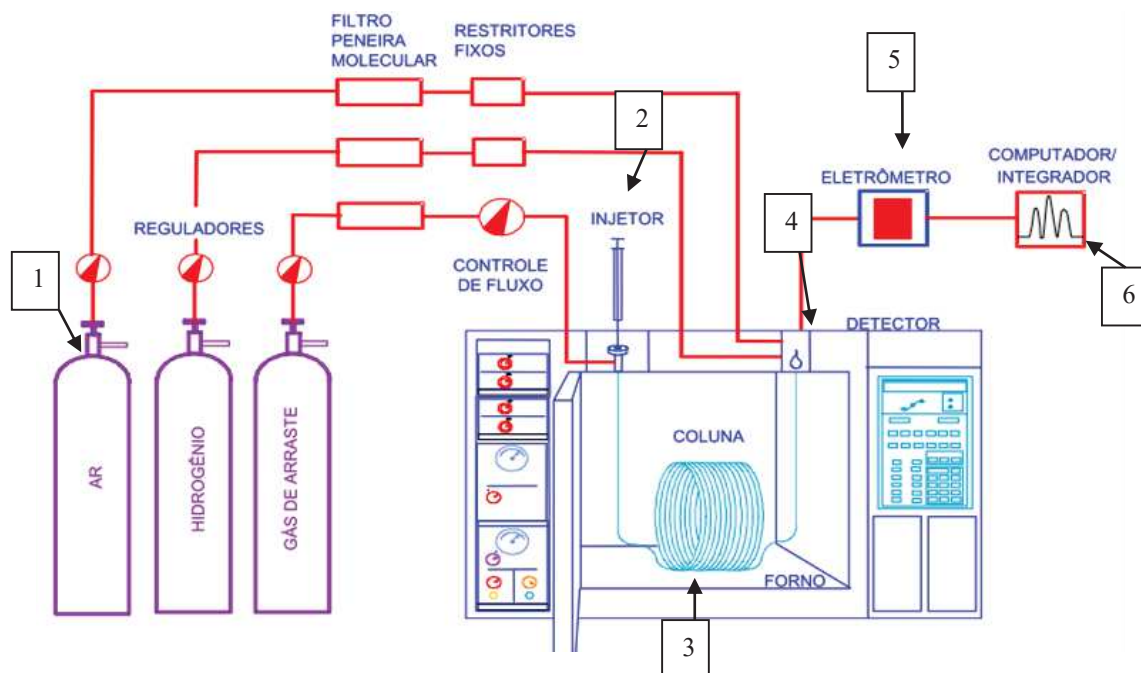 FILTRO
PENEIRA
MOLECULAR
RESTRITORES
FIXOS
5
2
ELETRÔMETRO
COMPUTADOR/
INTEGRADOR
INJETOR
4
REGULADORES
CONTROLE
DE FLUXO
1
6
DETECTOR
AR
HIDROGÊNIO
GÁS DE ARRASTE
COLUNA
FORNO
3